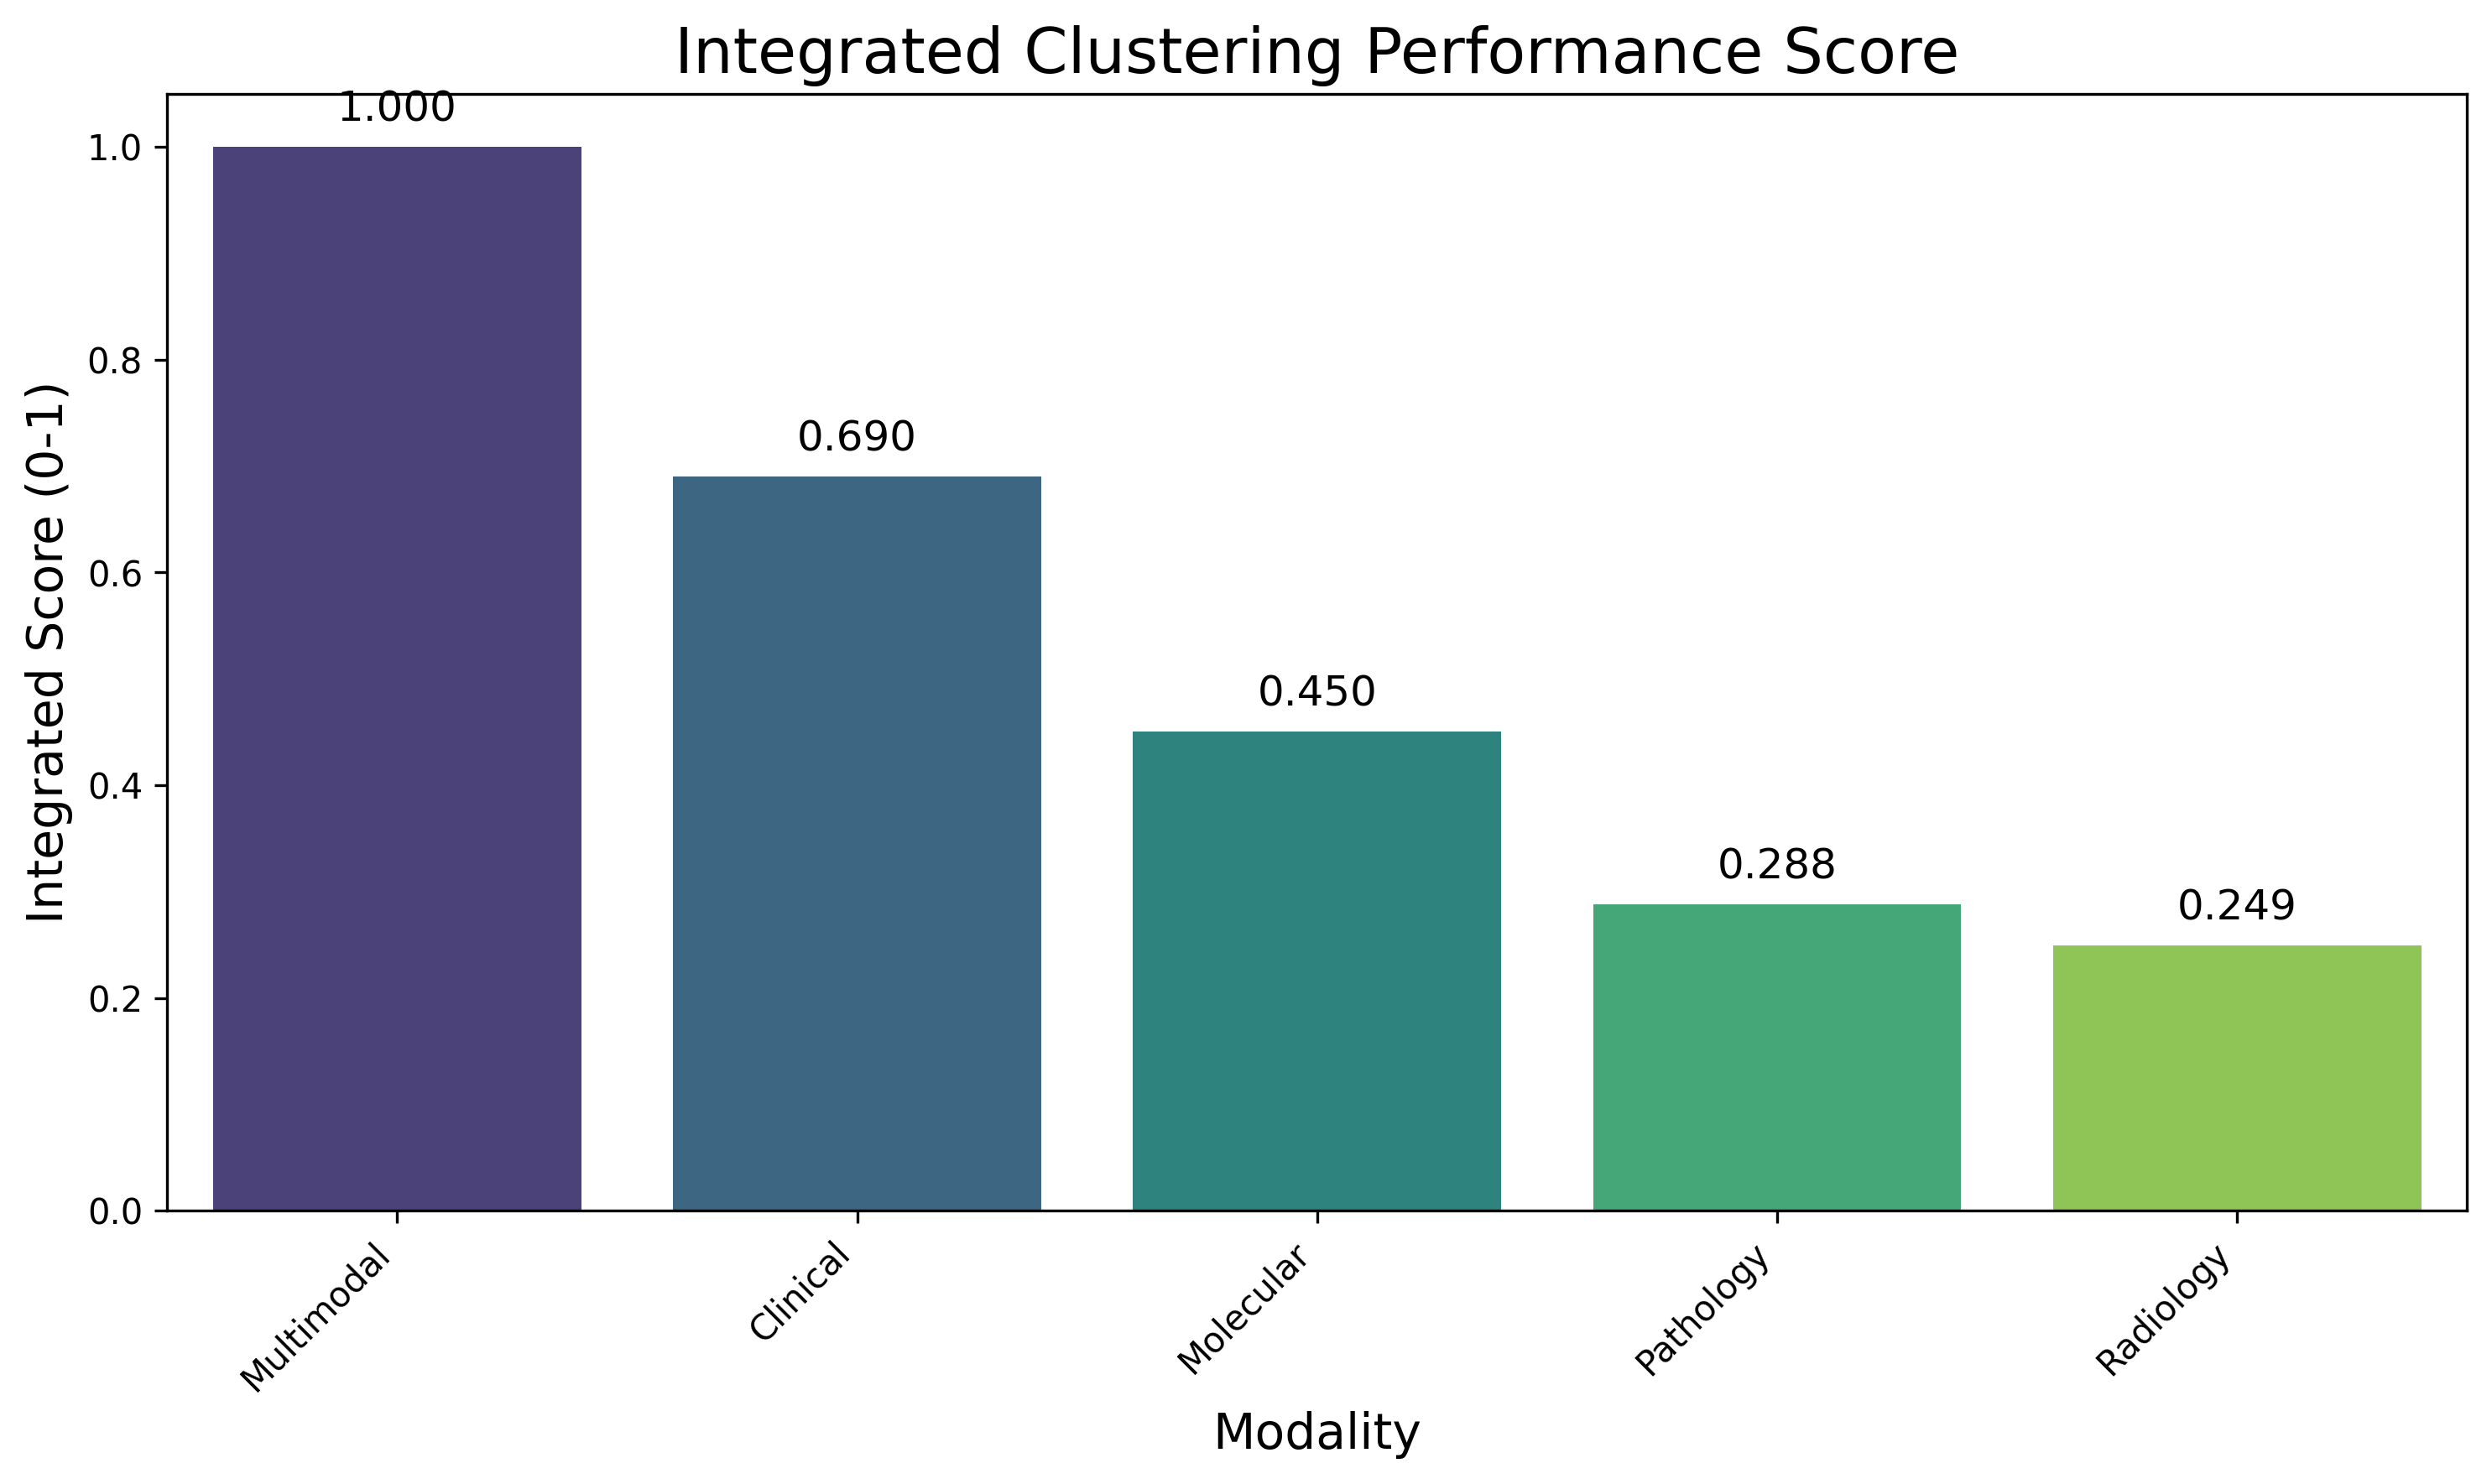 Integrated Clustering Performance Score
1.000
0.690
0.450
0.288
0.249
Integrated Score (0-1)
1.0
0.8
0.6
0.4
0.2
0.0
Multimodal
Clinical
Molecular
Pathology
Radiology
Modality